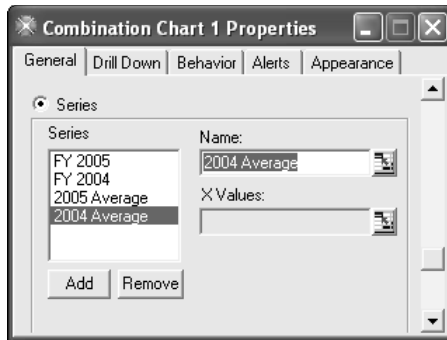 Combination Chart 1 Properties
General Drill Down Behavior Alerts Appearance
Series
Series
Name:
FY 2005
FY 2004
2005 Average
2004 Average
2004 Average
X Values:
Add Remove